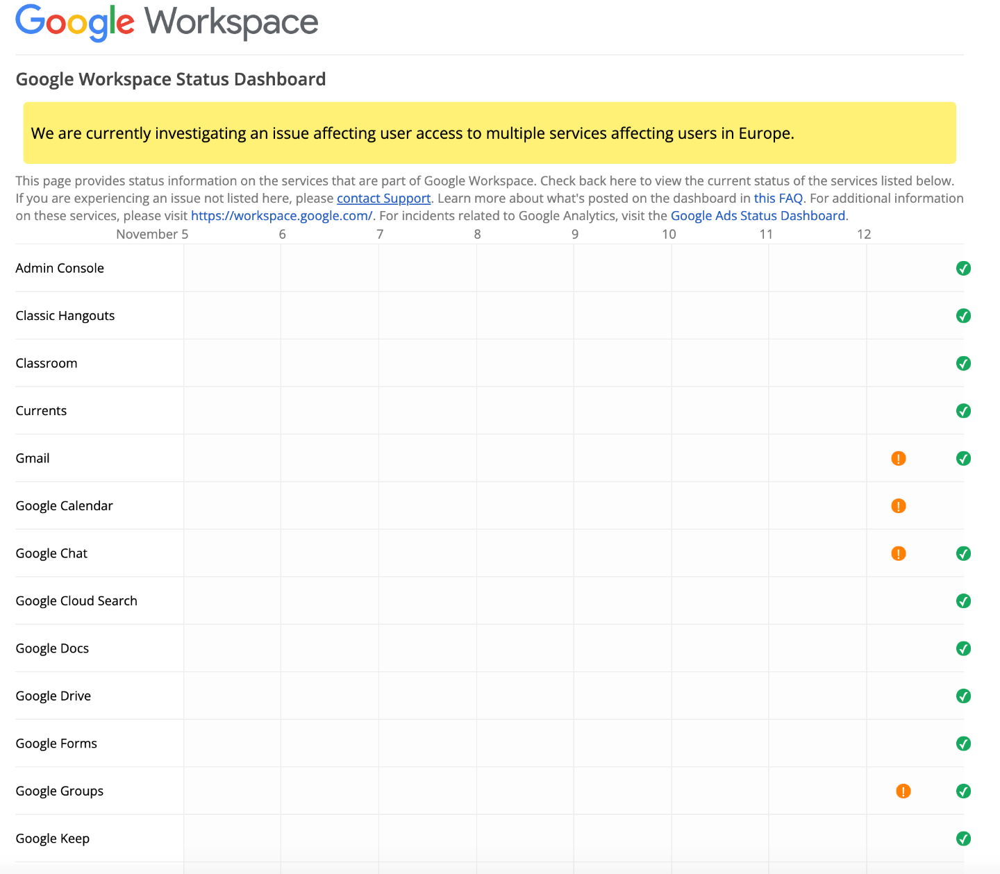 Google Workspace
Google Workspace Status Dashboard
We are currently investigating an issue affecting user access to multiple services affecting users in Europe.
This page provides status information on the services that are part of Google Workspace. Check back here to view the current status of the services listed below.
If you are experiencing an issue not listed here, please contact Support. Learn more about what's posted on the dashboard in this FAQ. For additional information
on these services, please visit https://workspace.google.com/. For incidents related to Google Analytics, visit the Google Ads Status Dashboard.
November 5 6 7 8 9 10 11 12
Admin Console
Classic Hangouts
Classroom
Currents
Gmail
Google Calendar
Google Chat
Google Cloud Search
Google Docs
Google Drive
Google Forms
Google Groups
Google Keep